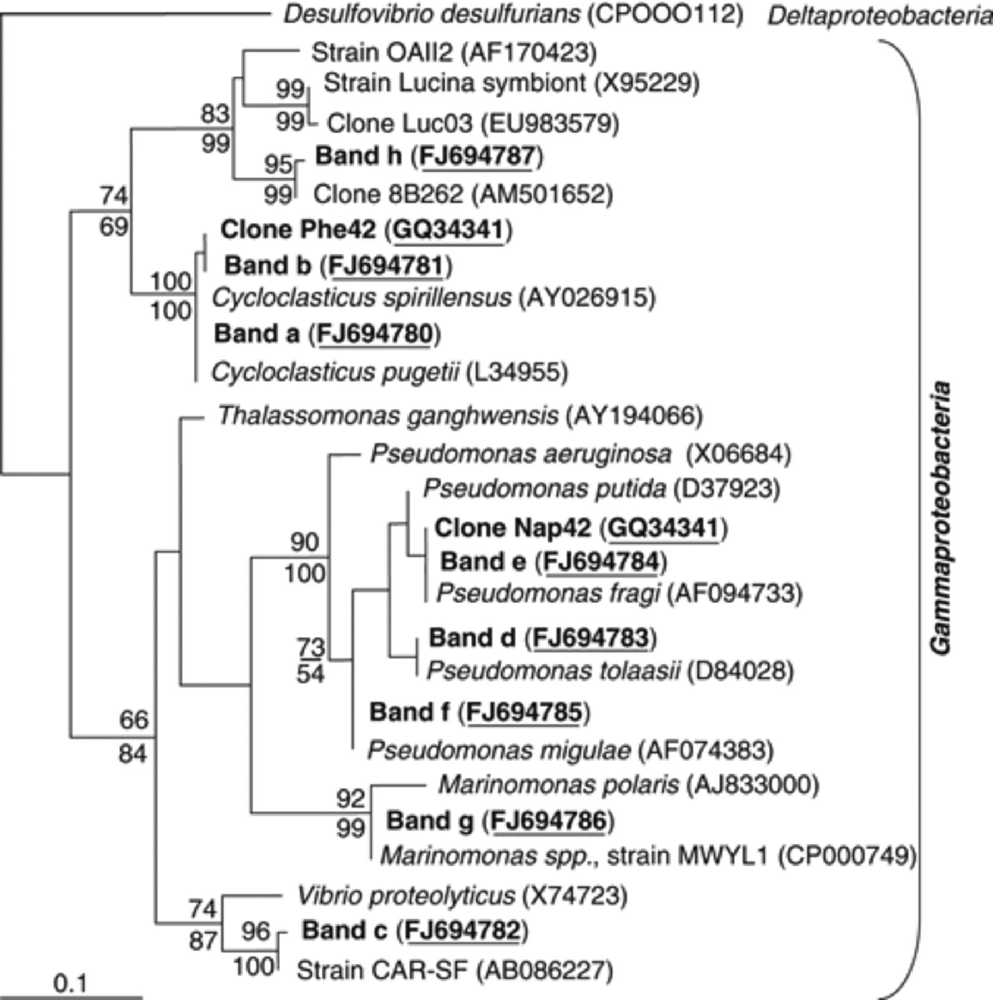 Desulfovibrio desulfurians (CPOOO112) Deltaproteobacteria
Strain OAII2 (AF170423)
99 Strain Lucina symbiont (X95229)
83
99 Clone Luc03 (EU983579)
99
Band h (FJ694787)
95
99 Clone 8B262 (AM501652)
74
69
Clone Phe42 (GQ34341)
Band b (FJ694781)
100
Cycloclasticus spirillensus (AY026915)
100
Band a (FJ694780)
Cycloclasticus pugetii (L34955)
Thalassomonas ganghwensis (AY194066)
Pseudomonas aeruginosa (X06684)
Pseudomonas putida (D37923)
Clone Nap42 (GQ34341)
90
Band e (FJ694784)
100
Pseudomonas fragi (AF094733)
Gammaproteobacteria
Band d (FJ694783)
73
54 Pseudomonas tolaasii (D84028)
Band f (FJ694785)
66
84 Pseudomonas migulae (AF074383)
Marinomonas polaris (AJ833000)
92
Band g (FJ694786)
99
Marinomonas spp., strain MWYL1 (CP000749)
Vibrio proteolyticus (X74723)
74
96 Band c (FJ694782)
87
100 Strain CAR-SF (AB086227)
0.1